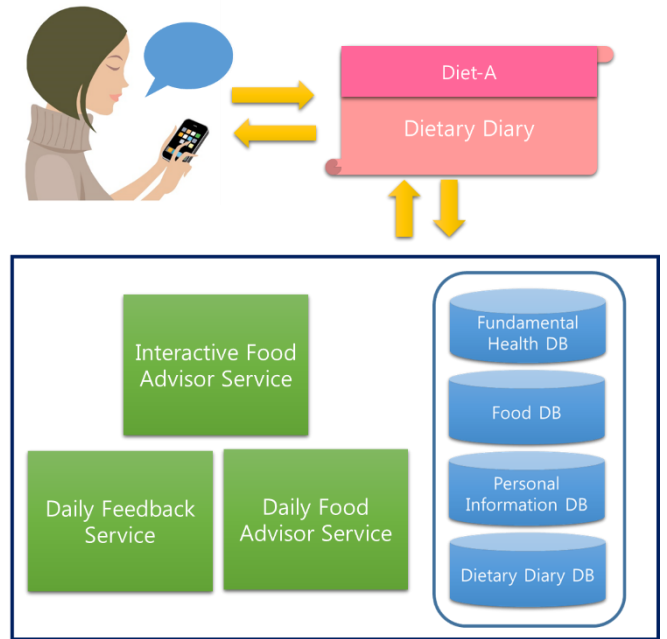 Diet-A
Dietary Diary
Interactive Food
Advisor Service
Daily Feedback
Service
Daily Food
Advisor Service
Fundamental
Health DB
Food DB
Personal
Information DB
Dietary Diary DB